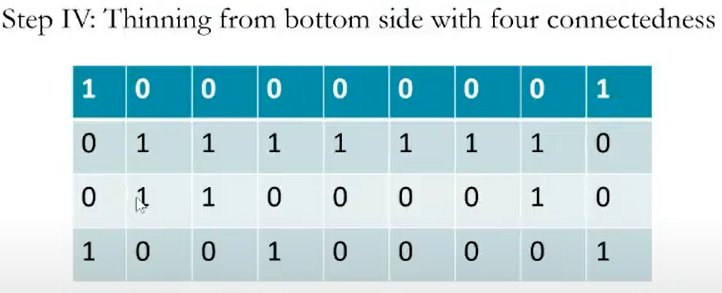 Step IV: Thinning from bottom side with four connectedness
1 0 0 0 0 0 0 0 1
0 1 1 1 1 1 1 1 0
0 1 1 0 0 0 0 1 0
1 0 0 1 0 0 0 0 1